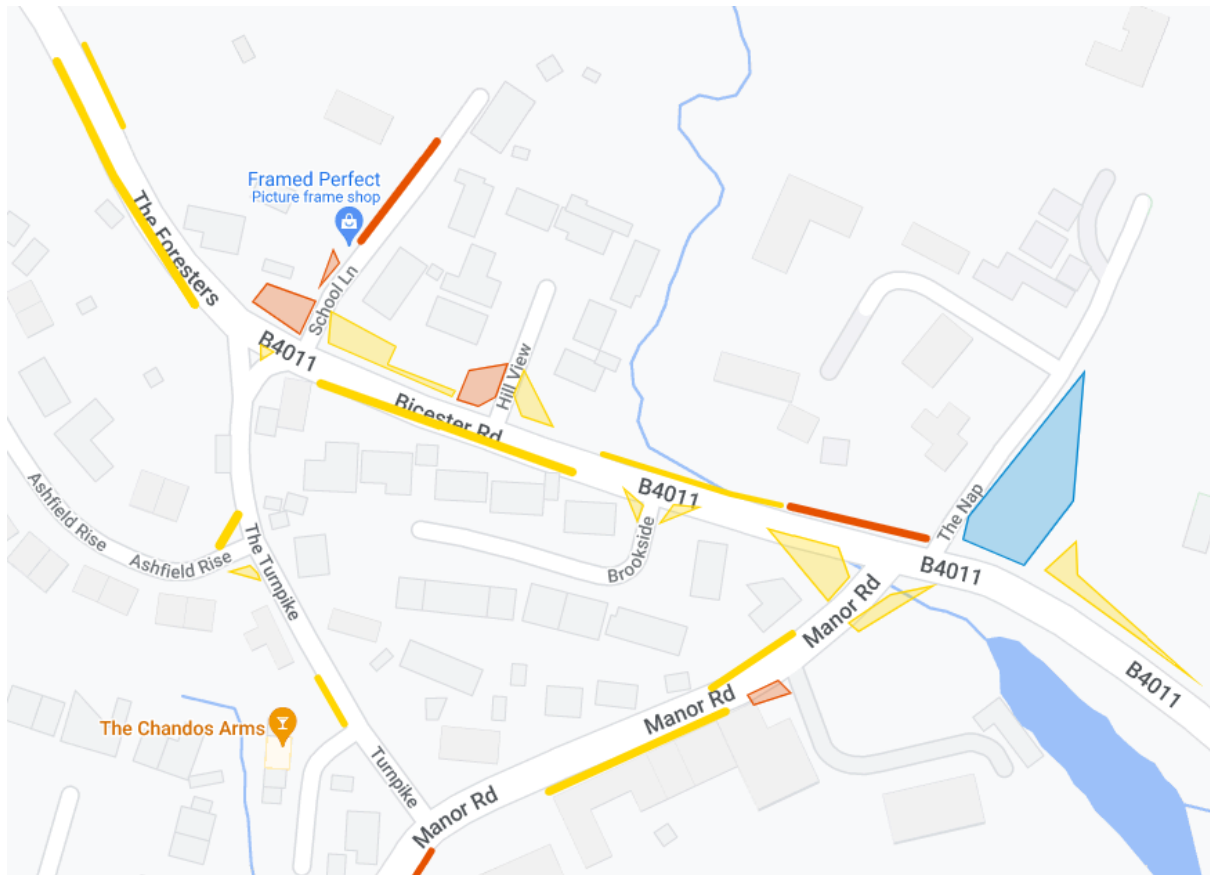 Framed Perfect
Picture frame shop
The Foresters
School Ln
B4011
Hill View
Bicester Rd
B4011
The Nap
Ashfield Rise
Ashfield Rise
The Turnpike
Brookside
B4011
Manor Rd
B4011
Manor Rd
The Chandos Arms
Turnpike
Manor Rd